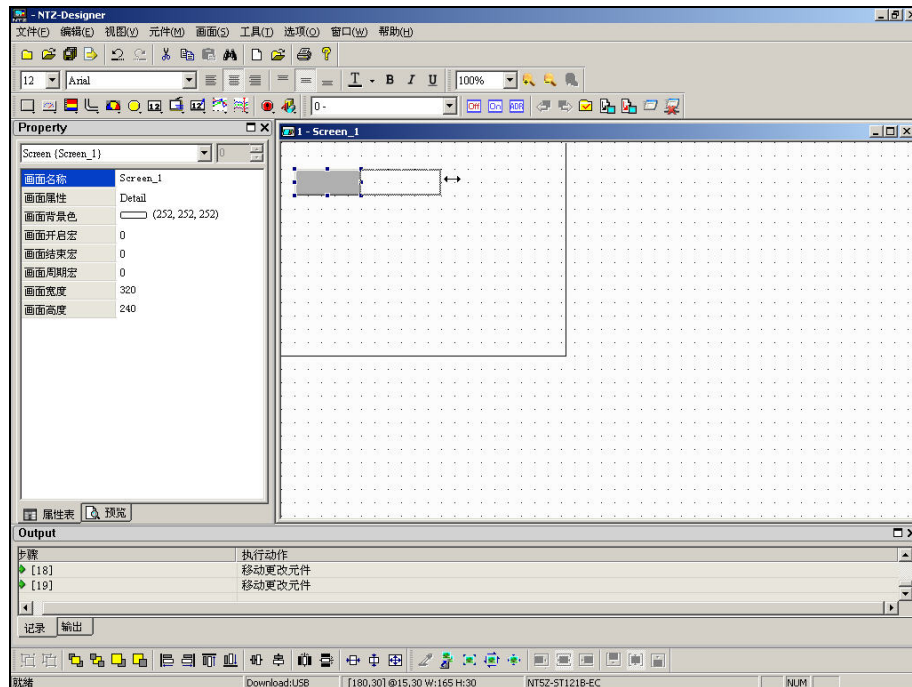 - NTZ-Designer
文件(F) 编辑(E) 视图(V) 元件(M) 画面(S) 工具(T) 选项(O) 窗口(W) 帮助(H)
12 Arial 100%
0 - Off On ADR
Property
Screen {Screen_1} 0
画面名称 Screen_1
画面属性 Detail
画面背景色 (252, 252, 252)
画面开启宏 0
画面结束宏 0
画面周期宏 0
画面宽度 320
画面高度 240
属性表 预览
1 - Screen_1
Output
步骤 执行动作
[18] 移动更改元件
[19] 移动更改元件
记录 输出
就绪 Download:USB [180,30] @15,30 W:165 H:30 NT5Z-ST121B-EC NUM